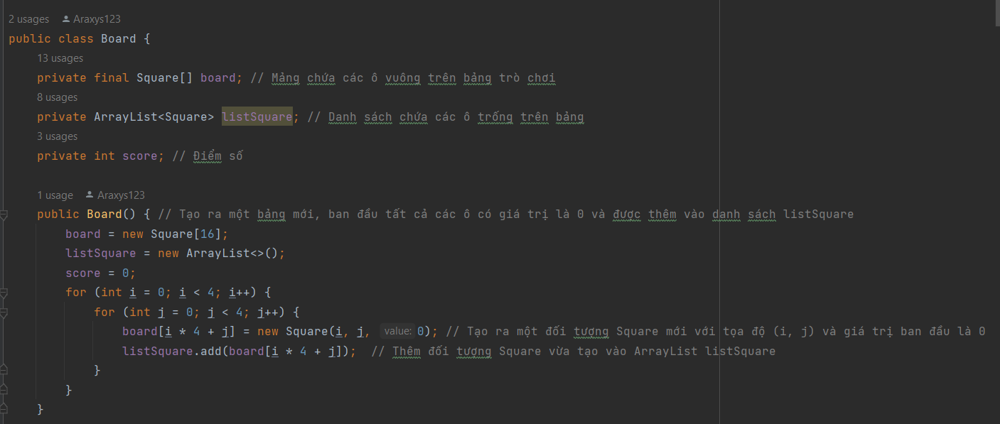 2 usages Araxys123
public class Board {
13 usages
private final Square[] board; // Mảng chứa các ô vuông trên bảng trò chơi
8 usages
private ArrayList<Square> listSquare; // Danh sách chứa các ô trống trên bảng
3 usages
private int score; // Điểm số
1 usage Araxys123
public Board() { // Tạo ra một bảng mới, ban đầu tất cả các ô có giá trị là 0 và được thêm vào danh sách listSquare
board = new Square[16];
listSquare = new ArrayList<>();
score = 0;
for (int i = 0; i < 4; i++) {
for (int j = 0; j < 4; j++) {
board[i * 4 + j] = new Square(i, j, value: 0); // Tạo ra một đối tượng Square mới với tọa độ (i, j) và giá trị ban đầu là 0
listSquare.add(board[i * 4 + j]); // Thêm đối tượng Square vừa tạo vào ArrayList listSquare
}
}
}